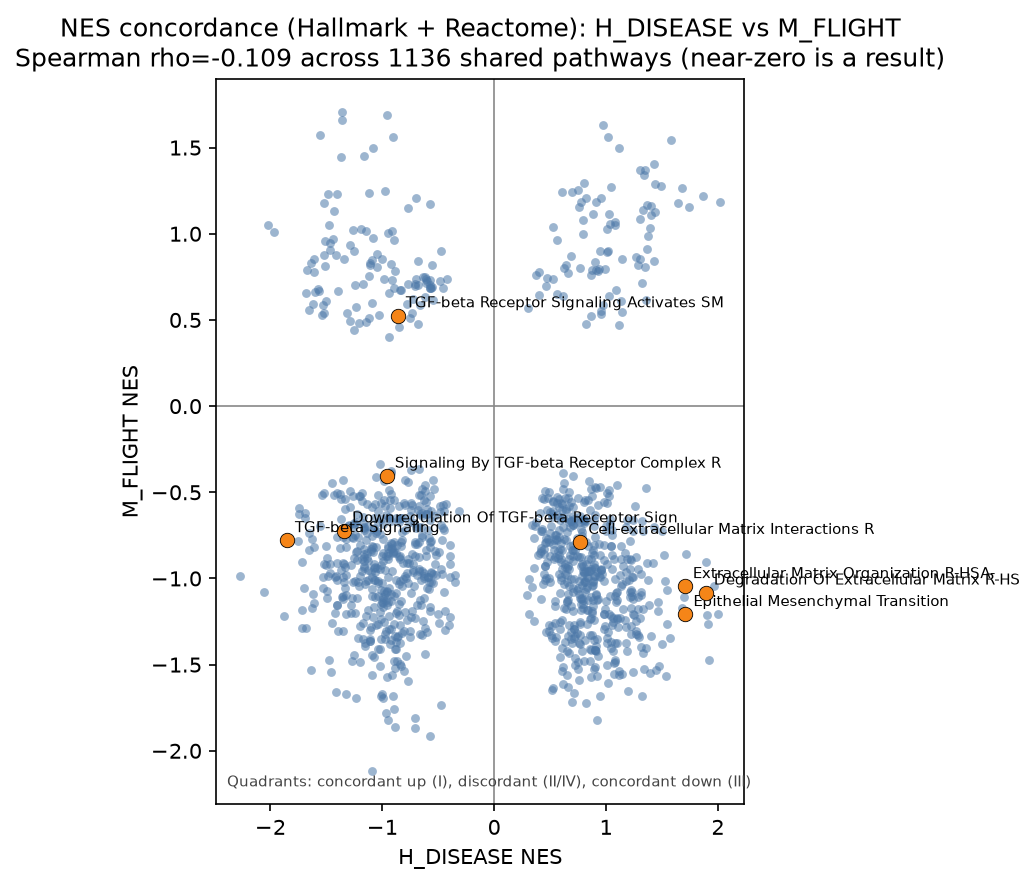 NES concordance (Hallmark + Reactome): H_DISEASE vs M_FLIGHT
Spearman rho=-0.109 across 1136 shared pathways (near-zero is a result)
1.5
1.0
0.5
0.0
−0.5
−1.0
−1.5
−2.0
M_FLIGHT NES
TGF-beta Receptor Signaling Activates SM
Signaling By TGF-beta Receptor Complex R
Downregulation Of TGF-beta Receptor Sign
TGF-beta Signaling
Cell-extracellular Matrix Interactions R
Extracellular Matrix Organization R-HSA-
Degradation Of Extracellular Matrix R-HS
Epithelial Mesenchymal Transition
Quadrants: concordant up (I), discordant (II/IV), concordant down (III)
−2
−1
0
1
2
H_DISEASE NES